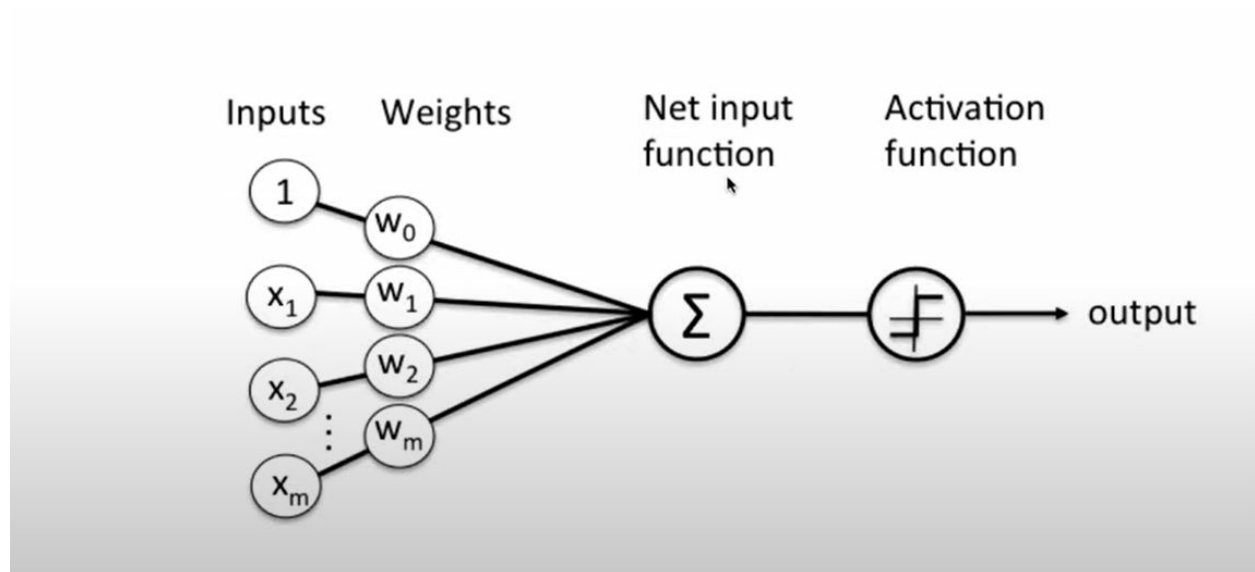 Inputs
Weights
Net input
function
Activation
function
1
w₀
x₁
w₁
x₂
w₂
⋮
xₘ
wₘ
Σ
output